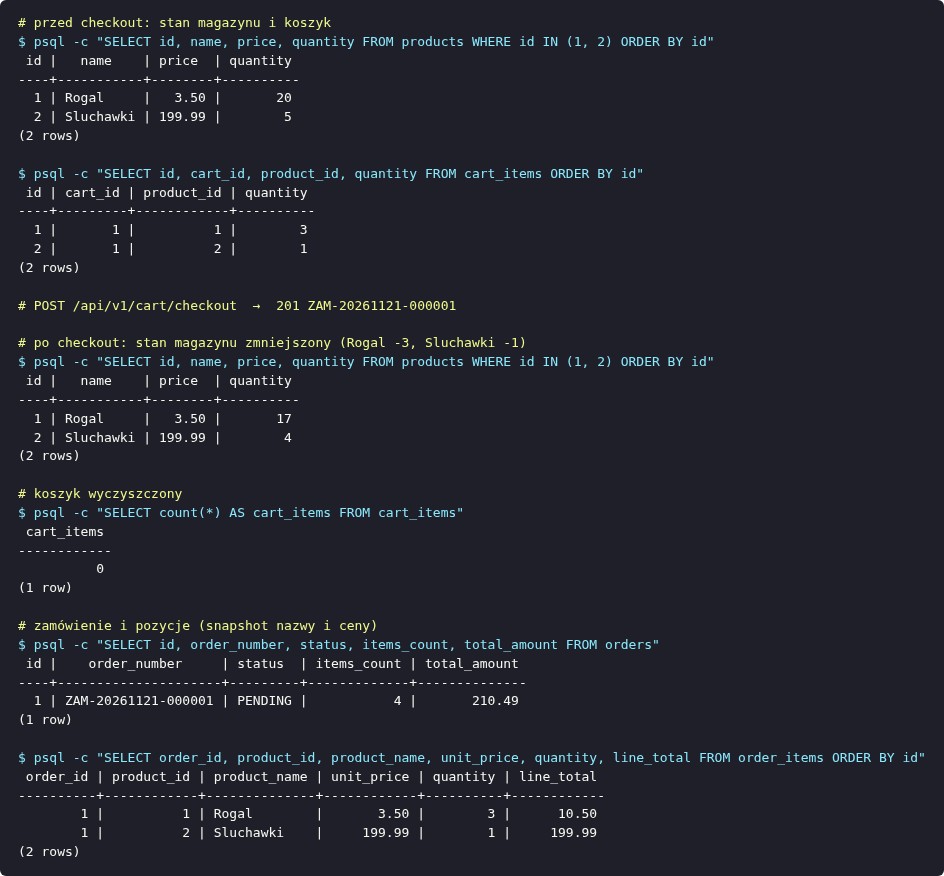 # przed checkout: stan magazynu i koszyk
$ psql -c "SELECT id, name, price, quantity FROM products WHERE id IN (1, 2) ORDER BY id"
 id |   name    | price  | quantity
----+-----------+--------+----------
  1 | Rogal     |   3.50 |       20
  2 | Sluchawki | 199.99 |        5
(2 rows)

$ psql -c "SELECT id, cart_id, product_id, quantity FROM cart_items ORDER BY id"
 id | cart_id | product_id | quantity
----+---------+------------+----------
  1 |       1 |          1 |        3
  2 |       1 |          2 |        1
(2 rows)

# POST /api/v1/cart/checkout  →  201 ZAM-20261121-000001

# po checkout: stan magazynu zmniejszony (Rogal -3, Sluchawki -1)
$ psql -c "SELECT id, name, price, quantity FROM products WHERE id IN (1, 2) ORDER BY id"
 id |   name    | price  | quantity
----+-----------+--------+----------
  1 | Rogal     |   3.50 |       17
  2 | Sluchawki | 199.99 |        4
(2 rows)

# koszyk wyczyszczony
$ psql -c "SELECT count(*) AS cart_items FROM cart_items"
 cart_items
------------
          0
(1 row)

# zamówienie i pozycje (snapshot nazwy i ceny)
$ psql -c "SELECT id, order_number, status, items_count, total_amount FROM orders"
 id |    order_number     | status  | items_count | total_amount
----+---------------------+---------+-------------+--------------
  1 | ZAM-20261121-000001 | PENDING |           4 |       210.49
(1 row)

$ psql -c "SELECT order_id, product_id, product_name, unit_price, quantity, line_total FROM order_items ORDER BY id"
 order_id | product_id | product_name | unit_price | quantity | line_total
----------+------------+--------------+------------+----------+------------
        1 |          1 | Rogal        |       3.50 |        3 |      10.50
        1 |          2 | Sluchawki    |     199.99 |        1 |     199.99
(2 rows)